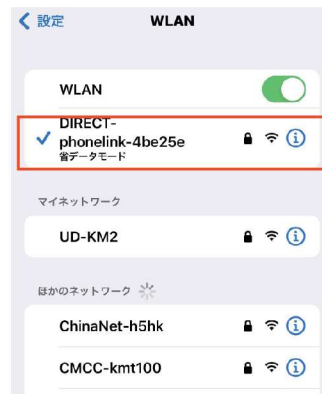 設定
WLAN
WLAN
DIRECT-
phonelink-4be25e
省データモード
マイネットワーク
UD-KM2
ほかのネットワーク
ChinaNet-h5hk
CMCC-kmt100